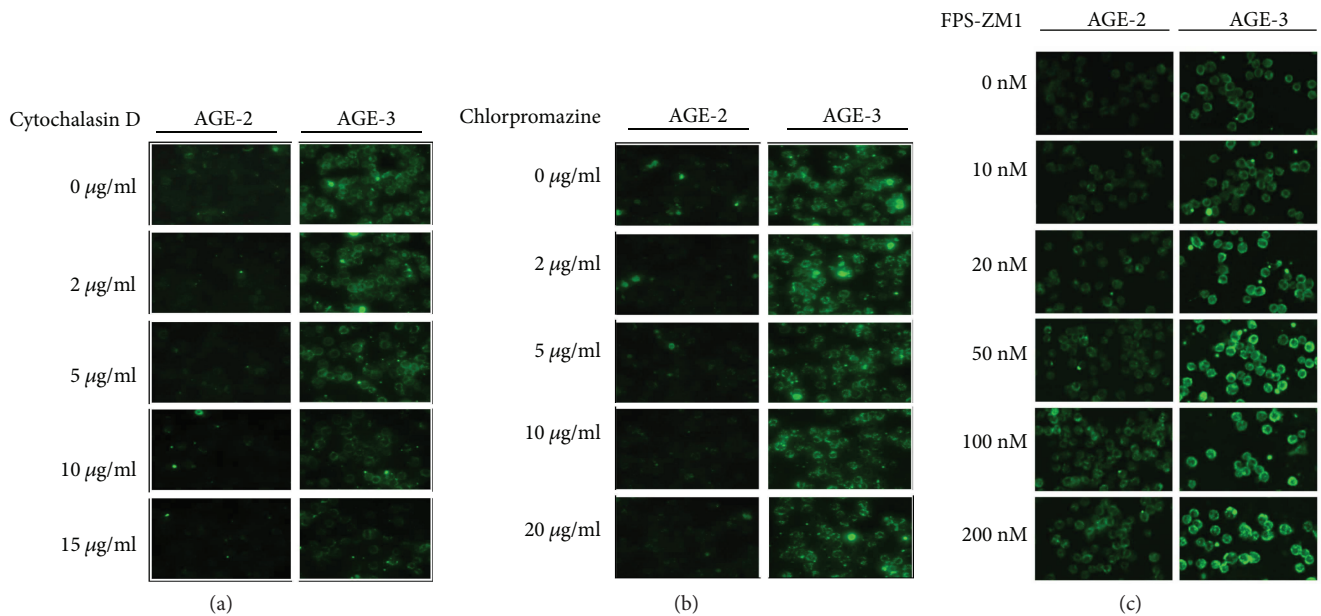 Cytochalasin D AGE-2 AGE-3
0 μg/ml
2 μg/ml
5 μg/ml
10 μg/ml
15 μg/ml
(a)
Chlorpromazine AGE-2 AGE-3
0 μg/ml
2 μg/ml
5 μg/ml
10 μg/ml
20 μg/ml
(b)
FPS-ZM1 AGE-2 AGE-3
0 nM
10 nM
20 nM
50 nM
100 nM
200 nM
(c)